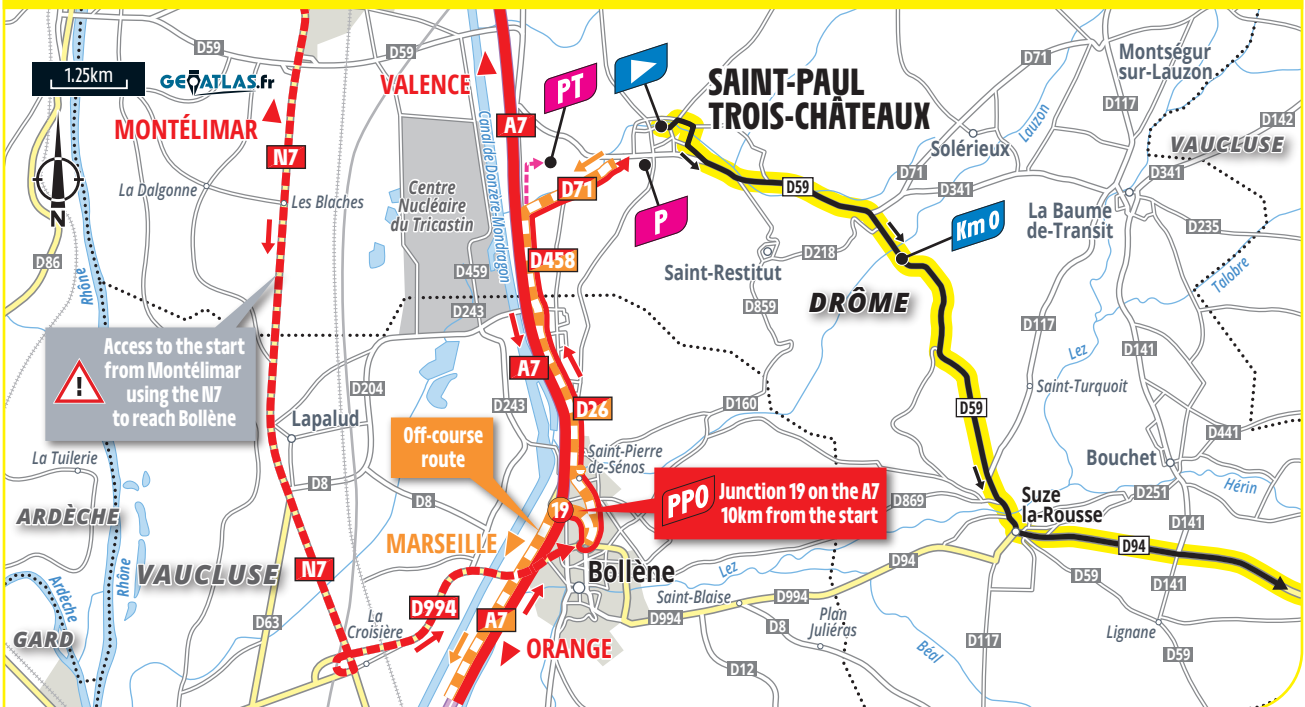 D59
D59
D71
Montségur
sur-Lauzon
1.25km
GEOATLAS.fr
VALENCE
PT
SAINT-PAUL
TROIS-CHÂTEAUX
Lauzon
D117
D142
MONTÉLIMAR
A7
VAUCLUSE
N7
Canal de Donzère-Mondragon
Solérieux
D71
D341
D341
La Dalgonne
Les Blaches
Centre
Nucléaire
du Tricastin
D71
P
D59
N
La Baume
de-Transit
D235
Km 0
D86
Rhône
D459
D458
Saint-Restitut
D218
Talobre
D243
D859
DRÔME
Access to the start
from Montélimar
using the N7
to reach Bollène
D117
Lez
D141
A7
D204
Saint-Turquoit
D243
D26
D160
D59
Lapalud
Off-course
route
D441
La Tuilerie
Saint-Pierre
de-Sénos
Bouchet
D8
D8
PPO
Junction 19 on the A7
10km from the start
D869
Suze
la-Rousse
D251
Hérin
ARDÈCHE
19
D141
MARSEILLE
D94
VAUCLUSE
N7
Bollène
Lez
D94
Rhône
Ardèche
D59
D141
Saint-Blaise
D994
D994
A7
D994
La
Croisière
D63
D8
Plan
Juliéras
Lignane
GARD
ORANGE
Béal
D117
D59
D12